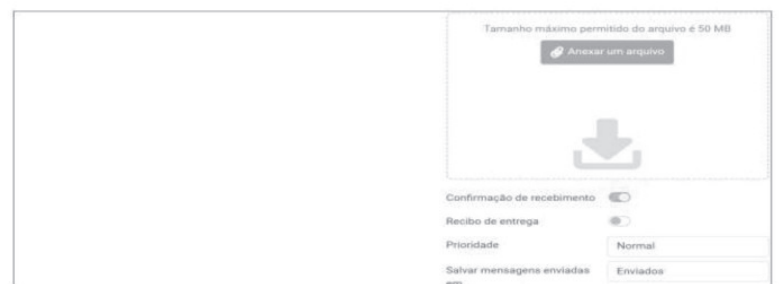 Tamanho máximo permitido do arquivo é 50 MB
Anexar um arquivo
Confirmação de recebimento
Recibo de entrega
Prioridade Normal
Salvar mensagens enviadas Enviados
em